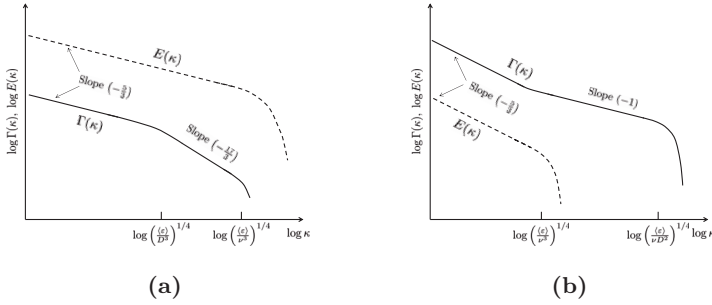 log Γ(κ), log E(κ)
E(κ)
Slope (−5/3)
Γ(κ)
Slope (−17/3)
log (⟨ε⟩/D³)^1/4
log (⟨ε⟩/ν³)^1/4
log κ
(a)
log Γ(κ), log E(κ)
Γ(κ)
Slope (−1)
Slope (−5/3)
E(κ)
log (⟨ε⟩/ν³)^1/4
log (⟨ε⟩/νD²)^1/4
log κ
(b)